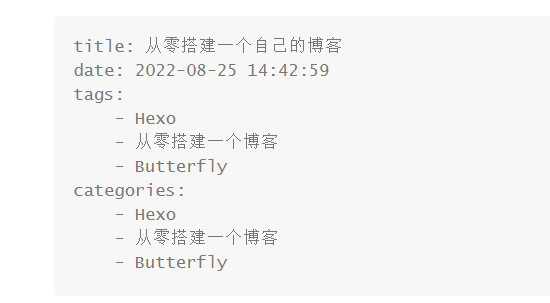 title: 从零搭建一个自己的博客
date: 2022-08-25 14:42:59
tags:
    - Hexo
    - 从零搭建一个博客
    - Butterfly
categories:
    - Hexo
    - 从零搭建一个博客
    - Butterfly